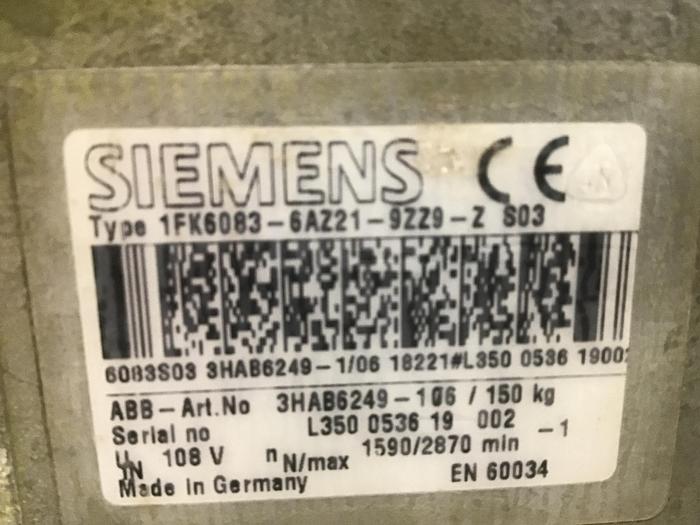 SIEMENS CE
Type 1FK6083-6AZ21-9ZZ9-Z S03
6083S03 3HAB6249-1/06 18221#L350 0536 1900
ABB-Art.No 3HAB6249-106 / 150 kg
Serial no L350 0536 19 002
UIN 108 V nN/max 1590/2870 min -1
Made in Germany EN 60034